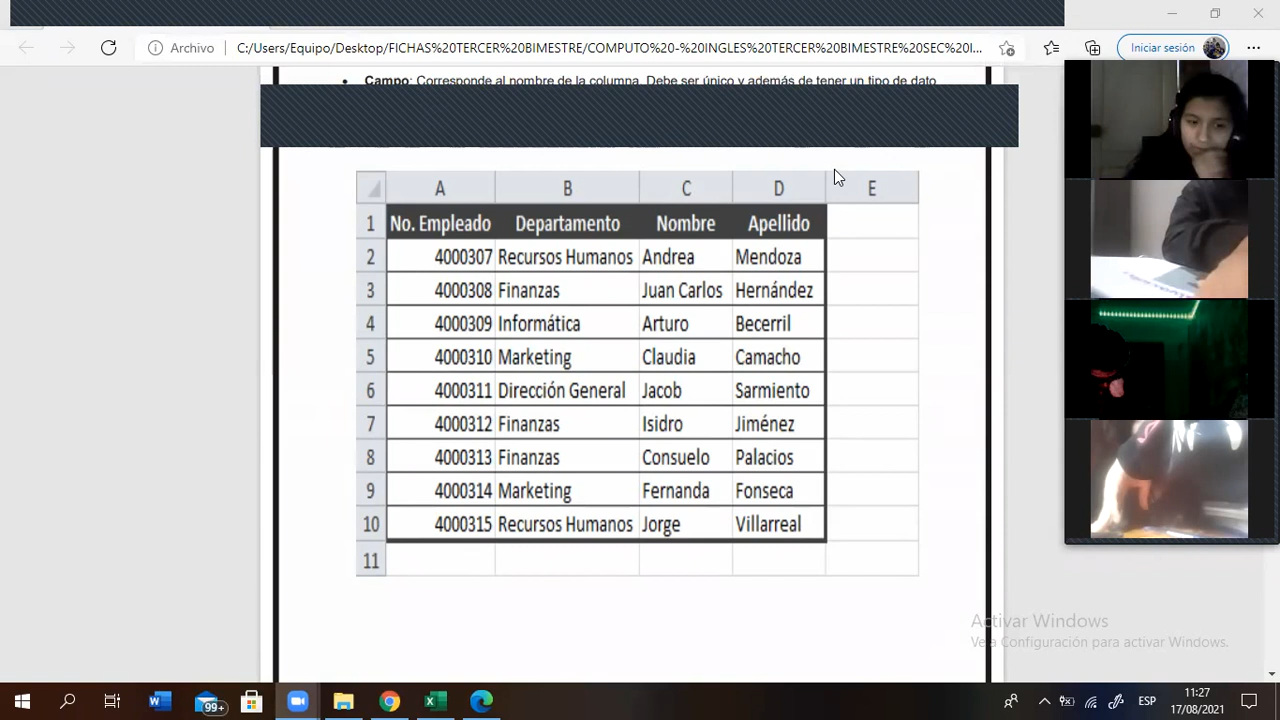 Archivo C:/Users/Equipo/Desktop/FICHAS%20TERCER%20BIMESTRE/COMPUTO%20-%20INGLES%20TERCER%20BIMESTRE%20SEC%20I... Iniciar sesión
• Campo: Corresponde al nombre de la columna. Debe ser único y además de tener un tipo de dato
A B C D E
1 No. Empleado Departamento Nombre Apellido
2 4000307 Recursos Humanos Andrea Mendoza
3 4000308 Finanzas Juan Carlos Hernández
4 4000309 Informática Arturo Becerril
5 4000310 Marketing Claudia Camacho
6 4000311 Dirección General Jacob Sarmiento
7 4000312 Finanzas Isidro Jiménez
8 4000313 Finanzas Consuelo Palacios
9 4000314 Marketing Fernanda Fonseca
10 4000315 Recursos Humanos Jorge Villarreal
11
Activar Windows
Ve a Configuración para activar Windows.
99+ ESP 11:27
17/08/2021